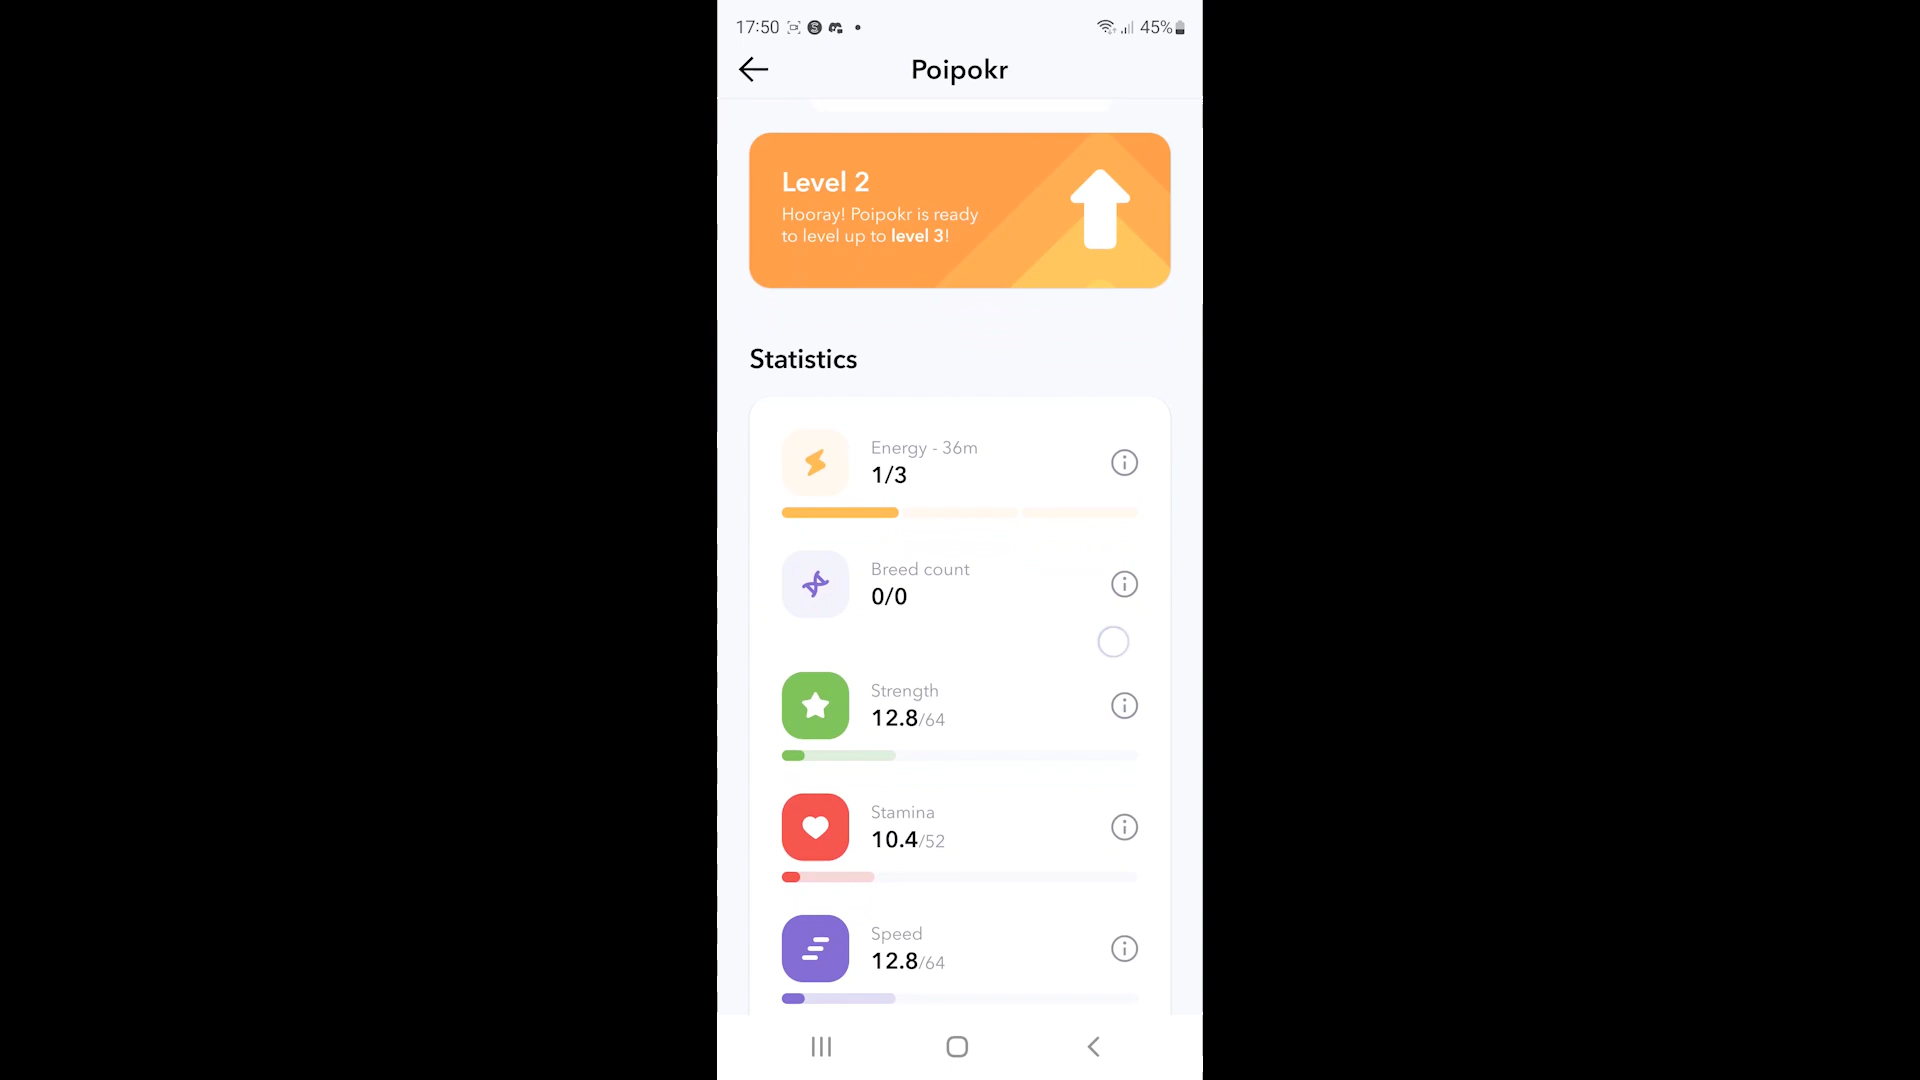 17:50
45%
Poipokr
Level 2
Hooray! Poipokr is ready
to level up to level 3!
Statistics
Energy - 36m
1/3
Breed count
0/0
Strength
12.8/64
Stamina
10.4/52
Speed
12.8/64